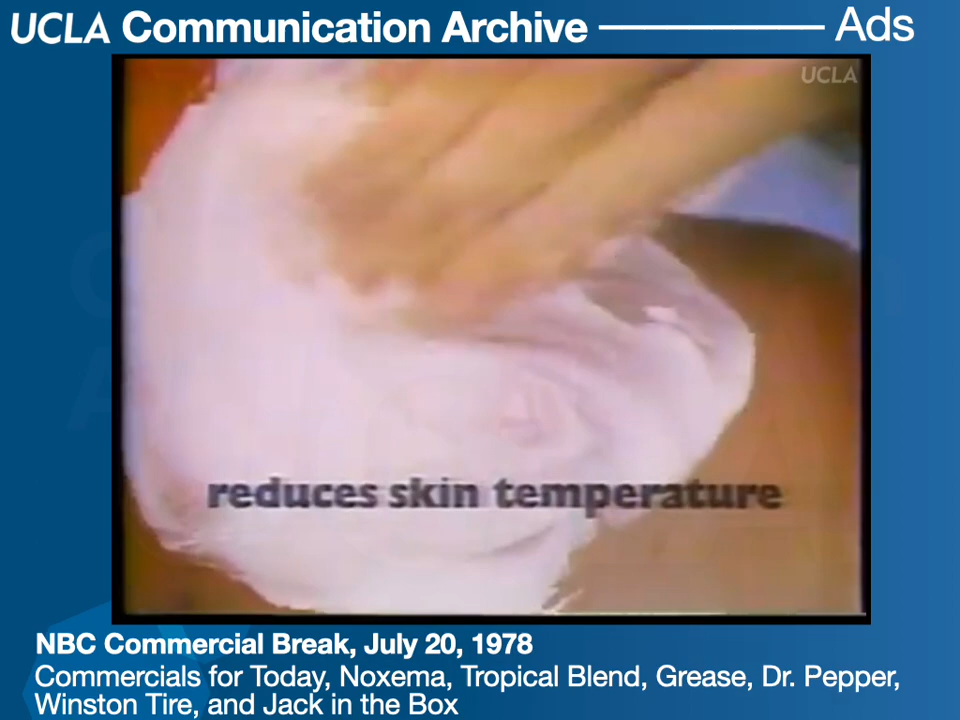 UCLA Communication Archive Ads
UCLA
reduces skin temperature
NBC Commercial Break, July 20, 1978
Commercials for Today, Noxema, Tropical Blend, Grease, Dr. Pepper,
Winston Tire, and Jack in the Box